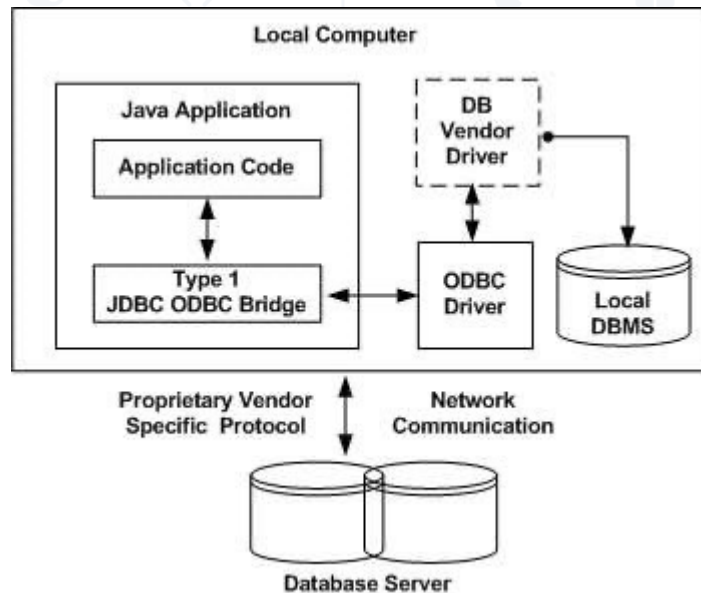 Local Computer
Java Application
Application Code
Type 1
JDBC ODBC Bridge
DB
Vendor
Driver
ODBC
Driver
Local
DBMS
Proprietary Vendor
Specific Protocol
Network
Communication
Database Server